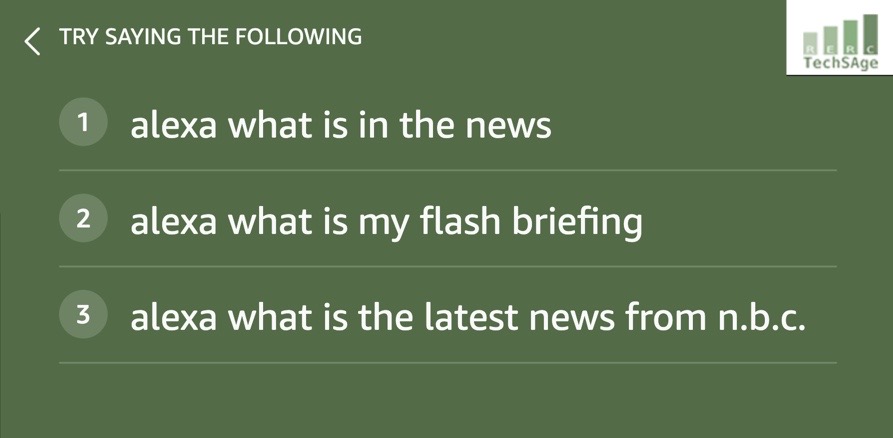 TRY SAYING THE FOLLOWING
RERC
TechSAge
1 alexa what is in the news
2 alexa what is my flash briefing
3 alexa what is the latest news from n.b.c.